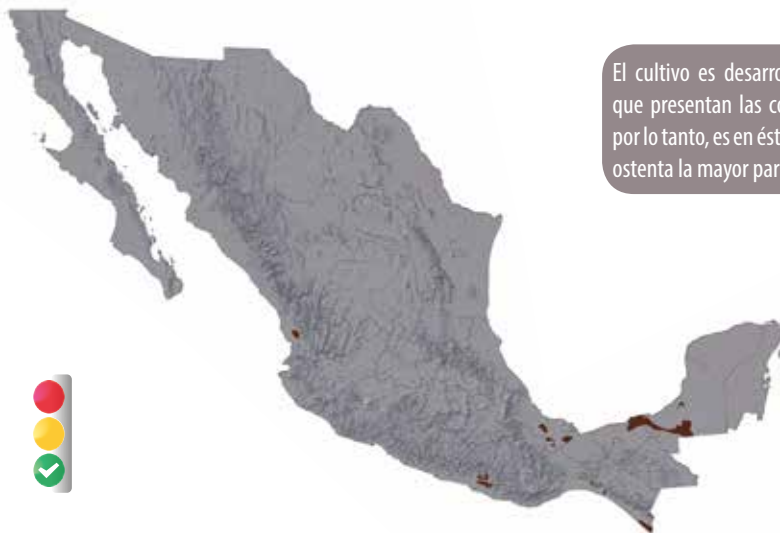 El cultivo es desarro
que presentan las co
por lo tanto, es en ést
ostenta la mayor par